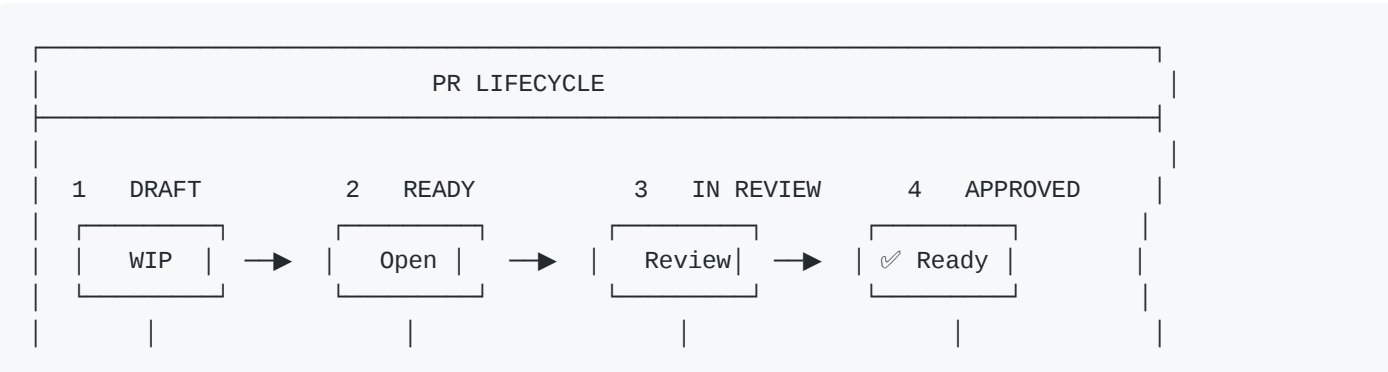 PR LIFECYCLE
1 DRAFT 2 READY 3 IN REVIEW 4 APPROVED
WIP Open Review ✅ Ready